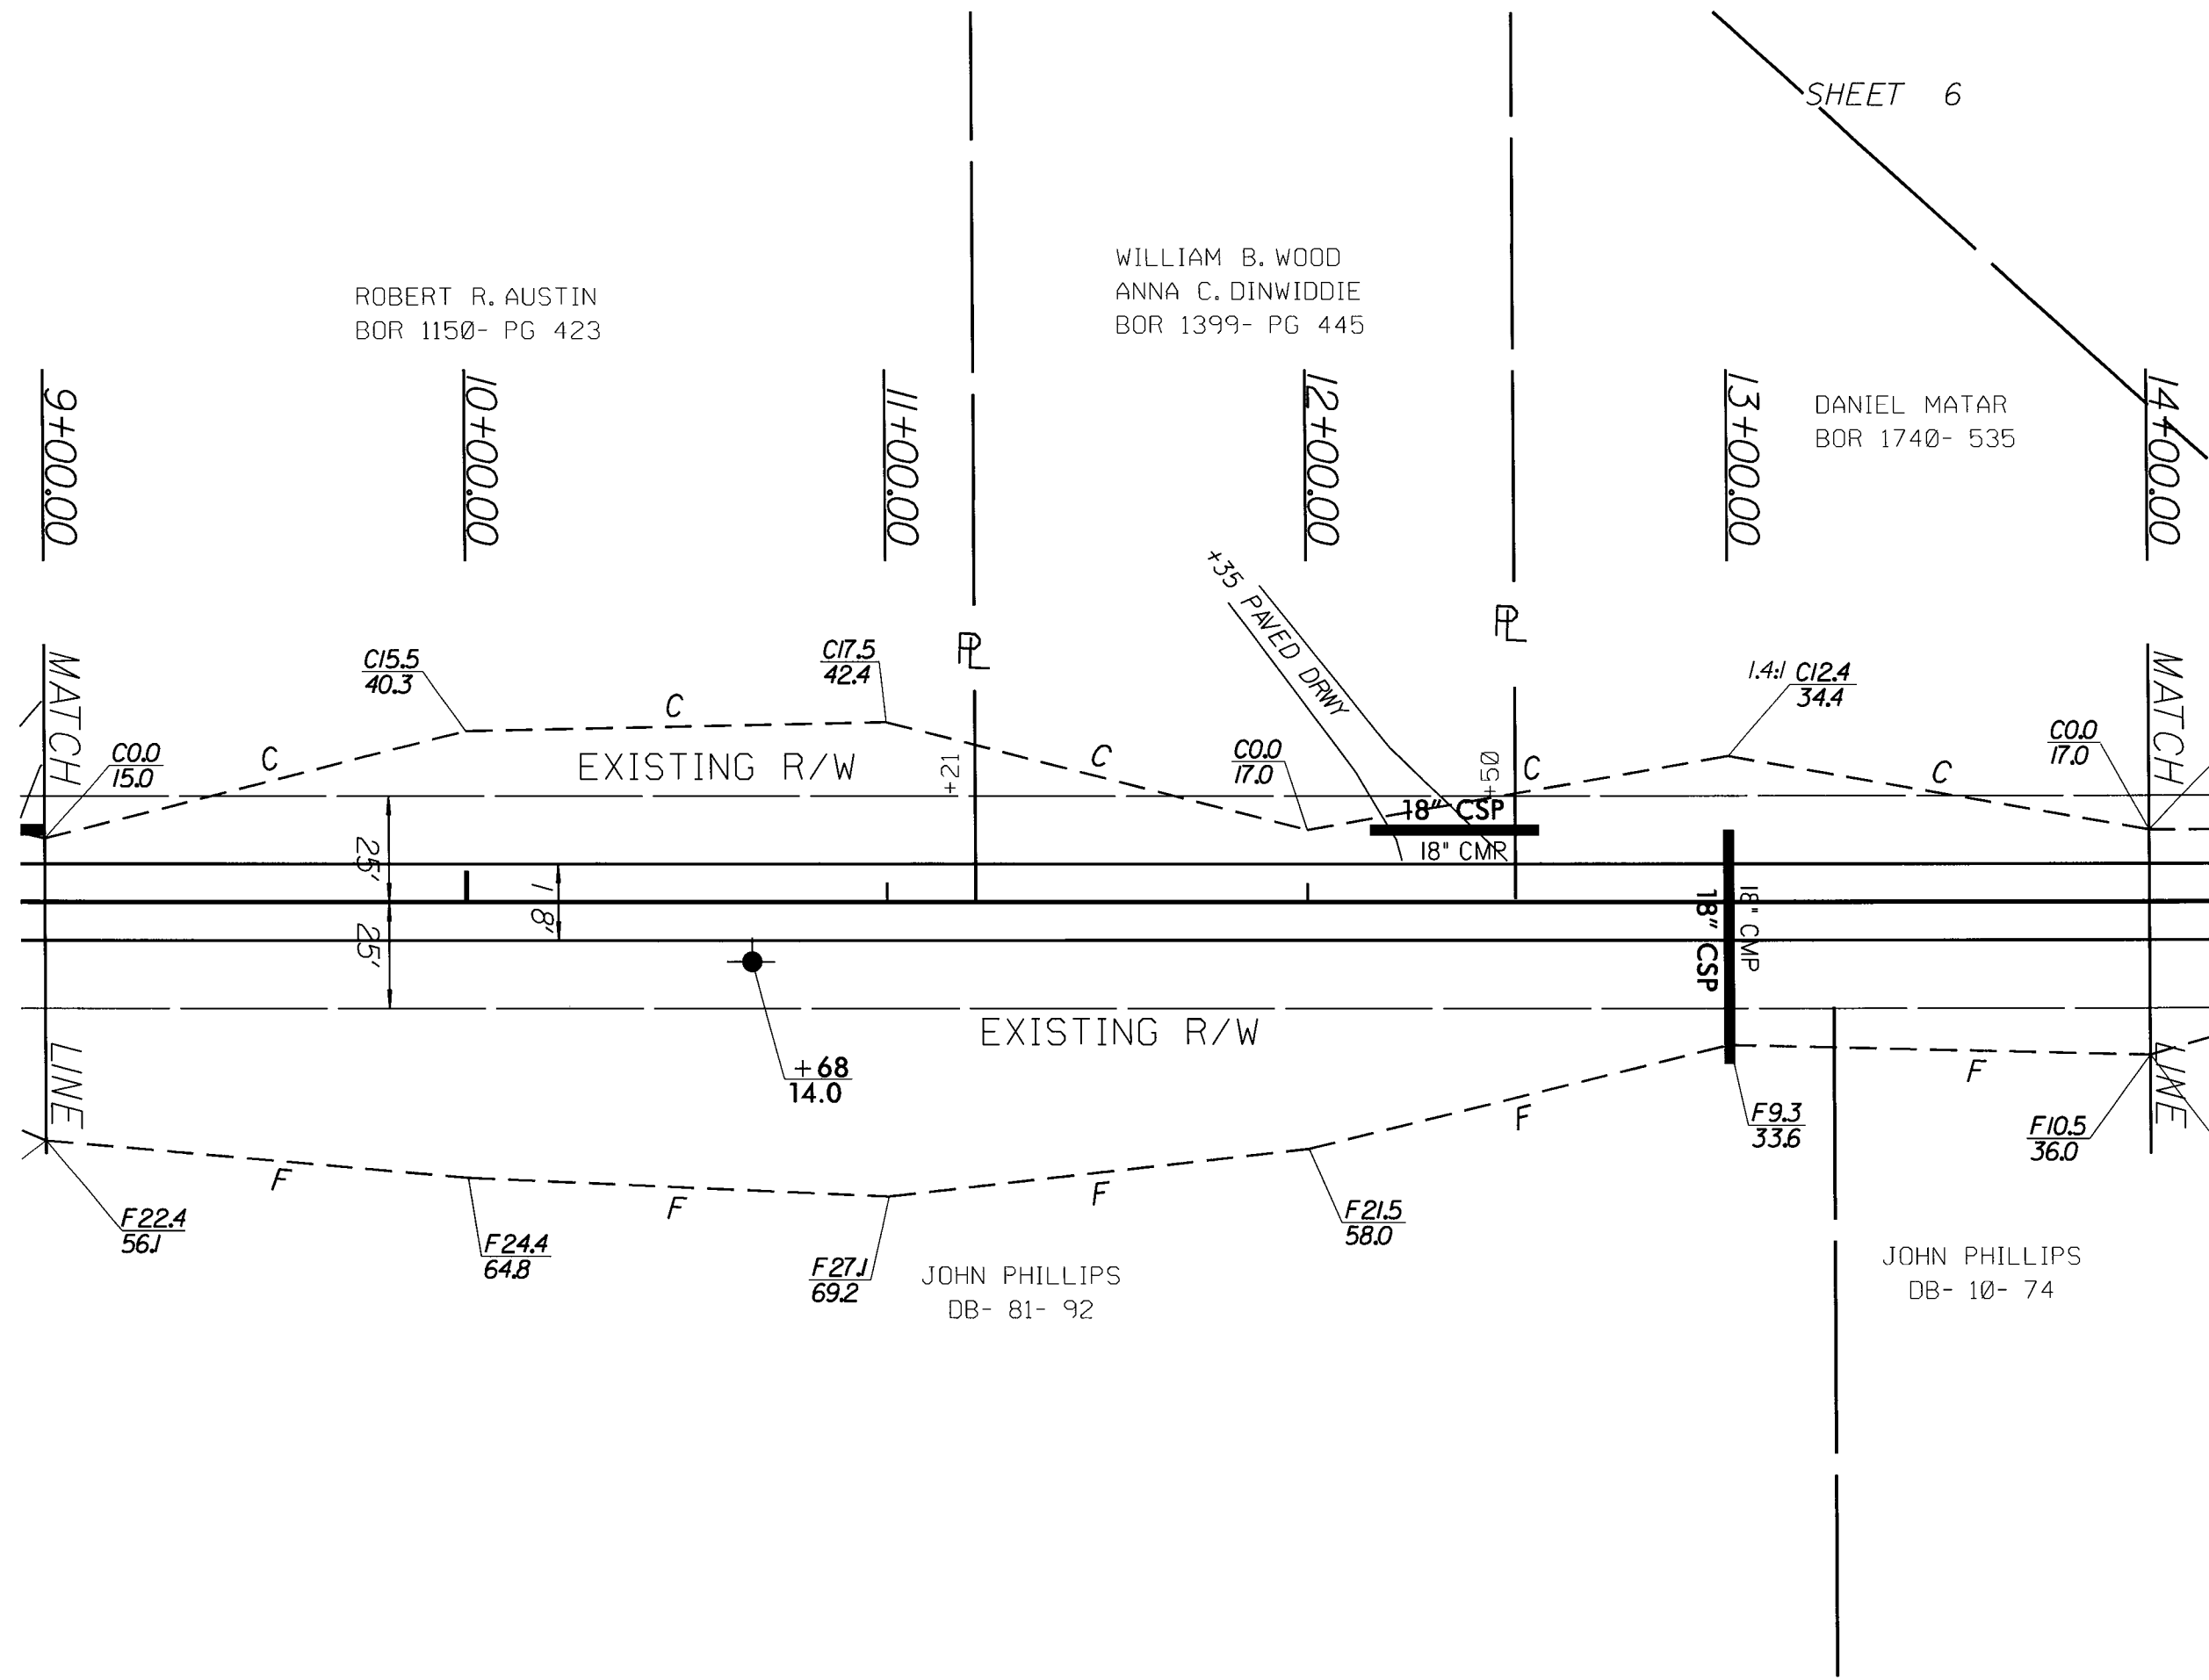 SHEET 6
WILLIAM B. WOOD
ANNA C. DINWIDDIE
BOR 1399- PG 445
ROBERT R. AUSTIN
BOR 1150- PG 423
DANIEL MATAR
BOR 1740- 535
9+00.00
10+00.00
11+00.00
12+00.00
13+00.00
14+00.00
+35 PAVED DRWY
PL
PL
MATCH
C15.5
40.3
C17.5
42.4
1.4:1 C12.4
34.4
MATCH
C0.0
15.0
C
C
EXISTING R/W
+21
C
C0.0
17.0
+50
C
C
C0.0
17.0
18" CSP
18" CMR
25'
18'
25'
18" CSP
18" CMP
EXISTING R/W
+68
14.0
LINE
LINE
F
F
F
F
F
F9.3
33.6
F10.5
36.0
F22.4
56.1
F24.4
64.8
F27.1
69.2
F21.5
58.0
JOHN PHILLIPS
DB- 81- 92
JOHN PHILLIPS
DB- 10- 74